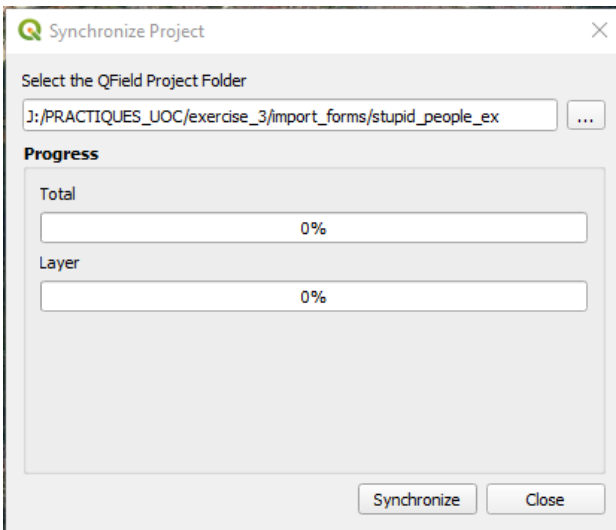 Synchronize Project
Select the QField Project Folder
J:/PRACTIQUES_UOC/exercise_3/import_forms/stupid_people_ex
...
Progress
Total
0%
Layer
0%
Synchronize
Close